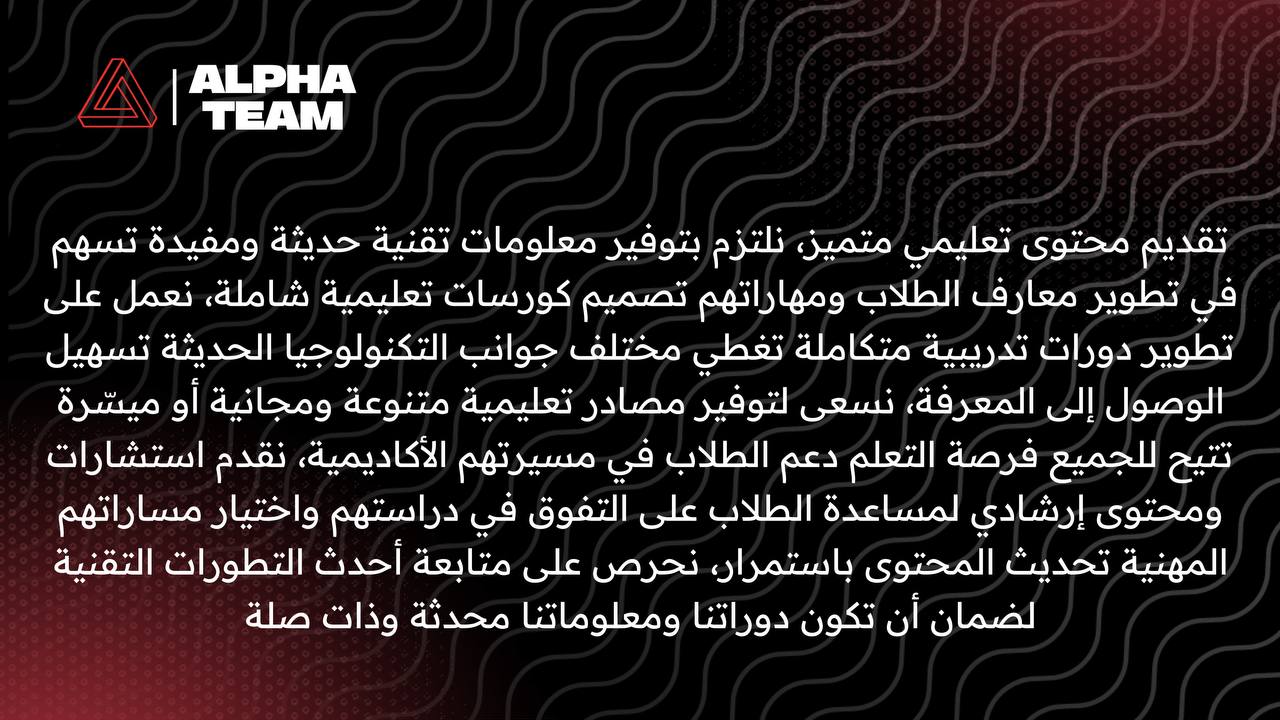 ALPHA
TEAM
تقديم محتوى تعليمي متميز، نلتزم بتوفير معلومات تقنية حديثة ومفيدة تسهم
في تطوير معارف الطلاب ومهاراتهم تصميم كورسات تعليمية شاملة، نعمل على
تطوير دورات تدريبية متكاملة تغطي مختلف جوانب التكنولوجيا الحديثة تسهيل
الوصول إلى المعرفة، نسعى لتوفير مصادر تعليمية متنوعة ومجانية أو ميسّرة
تتيح للجميع فرصة التعلم دعم الطلاب في مسيرتهم الأكاديمية، نقدم استشارات
ومحتوى إرشادي لمساعدة الطلاب على التفوق في دراستهم واختيار مساراتهم
المهنية تحديث المحتوى باستمرار، نحرص على متابعة أحدث التطورات التقنية
لضمان أن تكون دوراتنا ومعلوماتنا محدثة وذات صلة